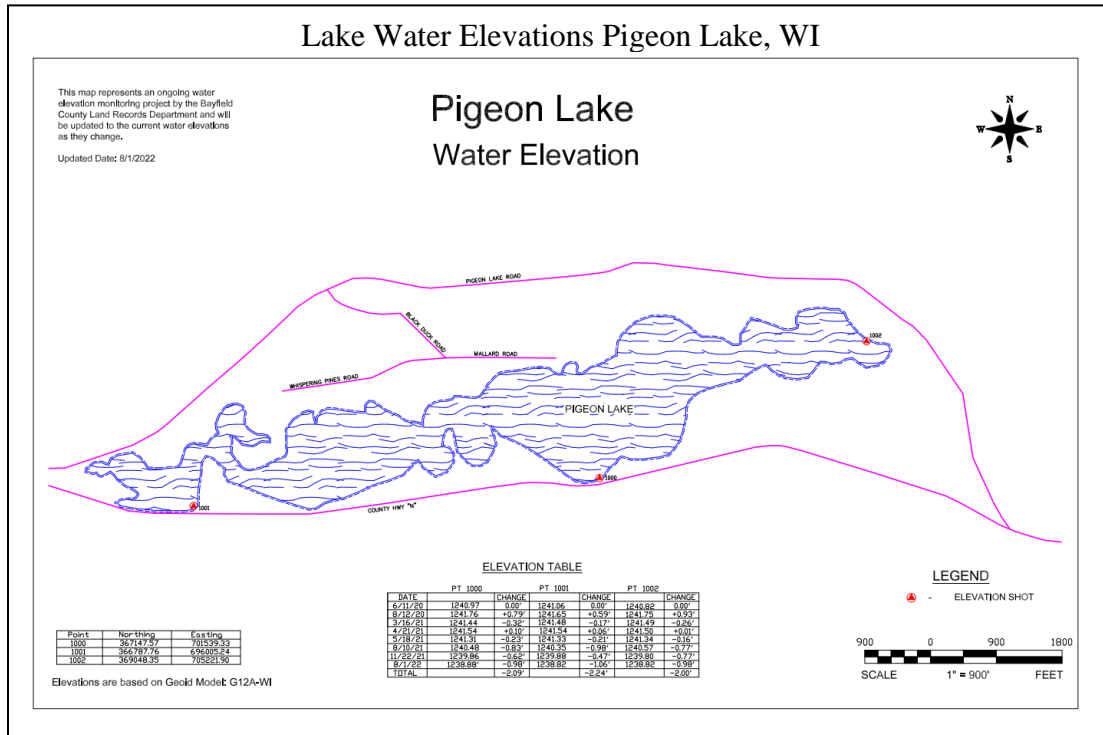 Lake Water Elevations Pigeon Lake, WI
This map represents an ongoing water
elevation monitoring project by the Bayfield
County Land Records Department and will
be updated to the current water elevations
as they change.
Updated Date: 8/1/2022
Pigeon Lake
Water Elevation
N
W E
S
PIGEON LAKE ROAD
BLACK DUCK ROAD
MALLARD ROAD
WHISPERING PINES ROAD
1002
PIGEON LAKE
1000
1001
COUNTY HWY "N"
ELEVATION TABLE
PT 1000 PT 1001 PT 1002
DATE CHANGE CHANGE CHANGE
6/11/20 1240.97 0.00' 1241.06 0.00' 1240.82 0.00'
8/12/20 1241.76 +0.79' 1241.65 +0.59' 1241.75 +0.93'
3/16/21 1241.44 -0.32' 1241.48 -0.17' 1241.49 -0.26'
4/21/21 1241.54 +0.10' 1241.54 +0.06' 1241.50 +0.01'
5/18/21 1241.31 -0.23' 1241.33 -0.21' 1241.34 -0.16'
8/10/21 1240.48 -0.83' 1240.35 -0.98' 1240.57 -0.77'
11/22/21 1239.86 -0.62' 1239.88 -0.47' 1239.80 -0.77'
8/1/22 1238.88' -0.98' 1238.82 -1.06' 1238.82 -0.98'
TOTAL -2.09' -2.24' -2.00'
Point Northing Easting
1000 367147.57 701539.33
1001 366787.76 696005.24
1002 369048.35 705221.90
Elevations are based on Geoid Model: G12A-WI
LEGEND
- ELEVATION SHOT
900 0 900 1800
SCALE 1" = 900' FEET